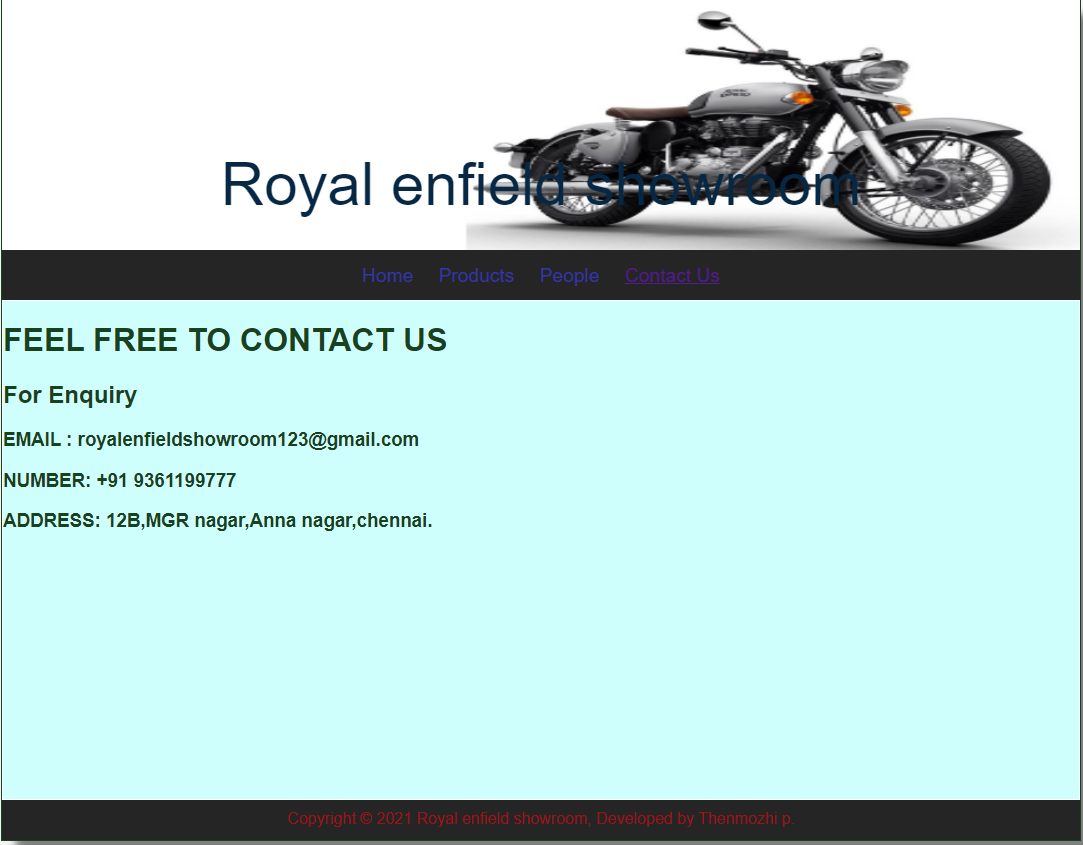 Royal enfield showroom
Home Products People Contact Us
FEEL FREE TO CONTACT US
For Enquiry
EMAIL : royalenfieldshowroom123@gmail.com
NUMBER: +91 9361199777
ADDRESS: 12B,MGR nagar,Anna nagar,chennai.
Copyright © 2021 Royal enfield showroom, Developed by Thenmozhi p.